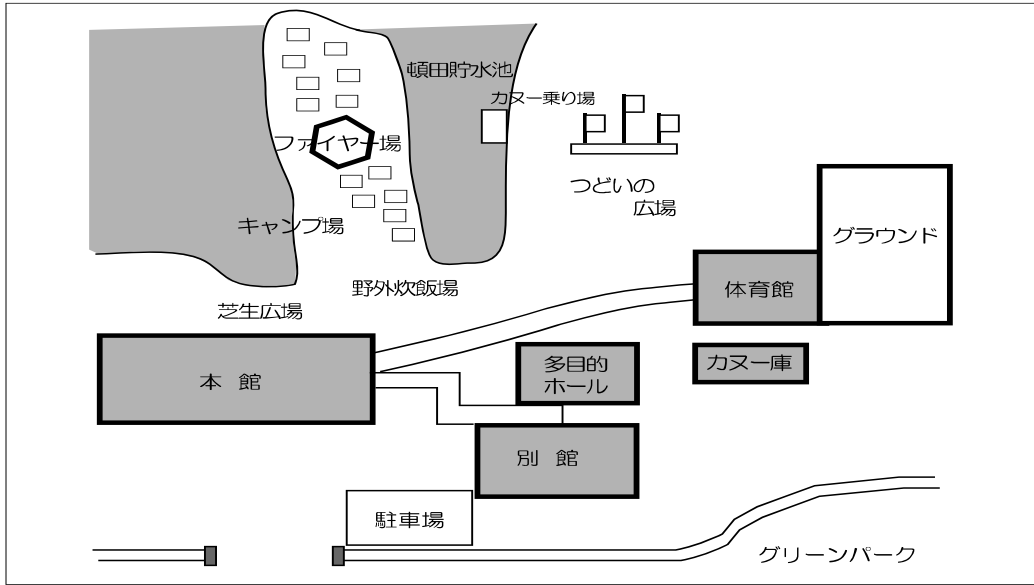 頓田貯水池
カヌー乗り場
ファイヤー場
つどいの
広場
キャンプ場
グラウンド
野外炊飯場
体育館
芝生広場
本 館
多目的
ホール
カヌー庫
別 館
駐車場
グリーンパーク